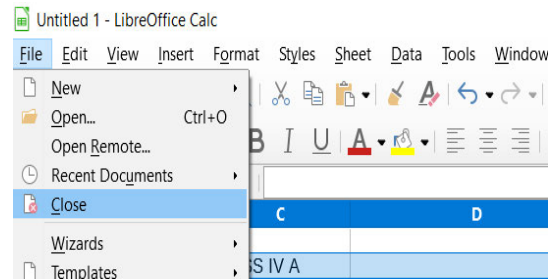 Untitled 1 - LibreOffice Calc
File Edit View Insert Format Styles Sheet Data Tools Window
New
Open... Ctrl+O
Open Remote...
B I U A
Recent Documents
Close
C D
Wizards
SS IV A
Templates